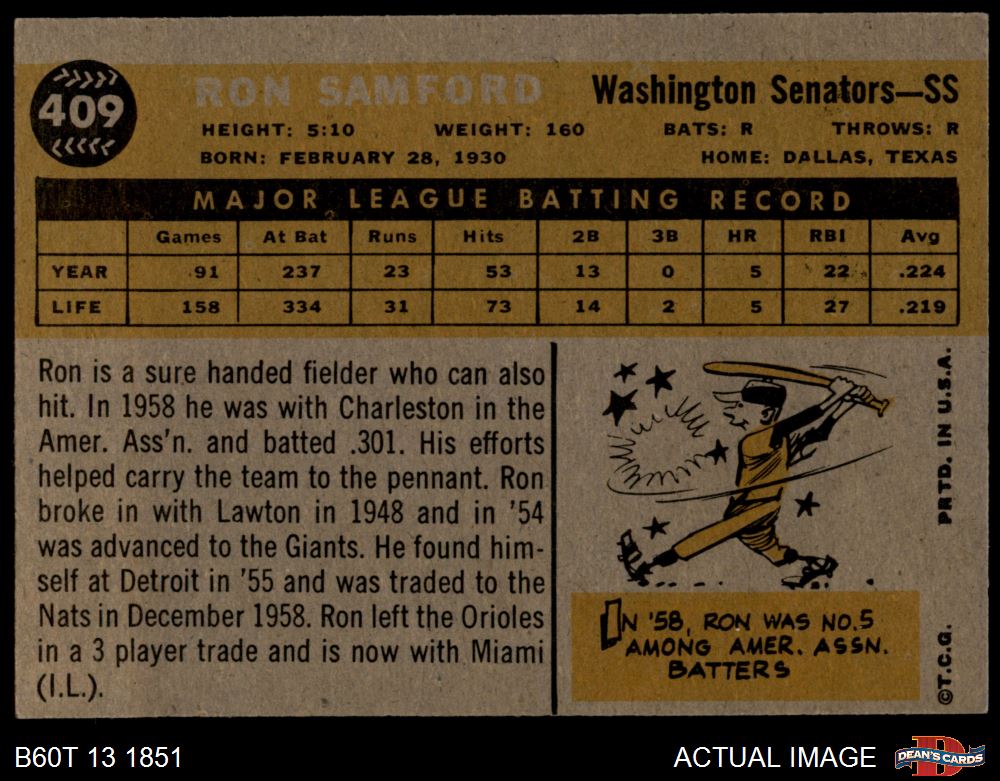 409
RON SAMFORD
Washington Senators—SS
HEIGHT: 5:10 WEIGHT: 160 BATS: R THROWS: R
BORN: FEBRUARY 28, 1930 HOME: DALLAS, TEXAS
MAJOR LEAGUE BATTING RECORD
Games At Bat Runs Hits 2B 3B HR RBI Avg
YEAR 91 237 23 53 13 0 5 22 .224
LIFE 158 334 31 73 14 2 5 27 .219
Ron is a sure handed fielder who can also
hit. In 1958 he was with Charleston in the
Amer. Ass'n. and batted .301. His efforts
helped carry the team to the pennant. Ron
broke in with Lawton in 1948 and in '54
was advanced to the Giants. He found him-
self at Detroit in '55 and was traded to the
Nats in December 1958. Ron left the Orioles
in a 3 player trade and is now with Miami
(I.L.).
IN '58, RON WAS NO.5
AMONG AMER. ASSN.
BATTERS
PRTD. IN U.S.A.
©T.C.G.
B60T 13 1851
ACTUAL IMAGE
DEAN'S CARDS